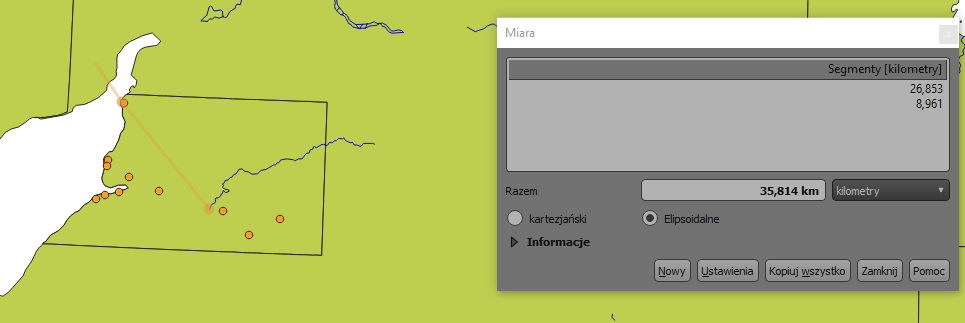 Miara
Segmenty [kilometry]
26,853
8,961
Razem 35,814 km kilometry
kartezjański Elipsoidalne
Informacje
Nowy Ustawienia Kopiuj wszystko Zamknij Pomoc